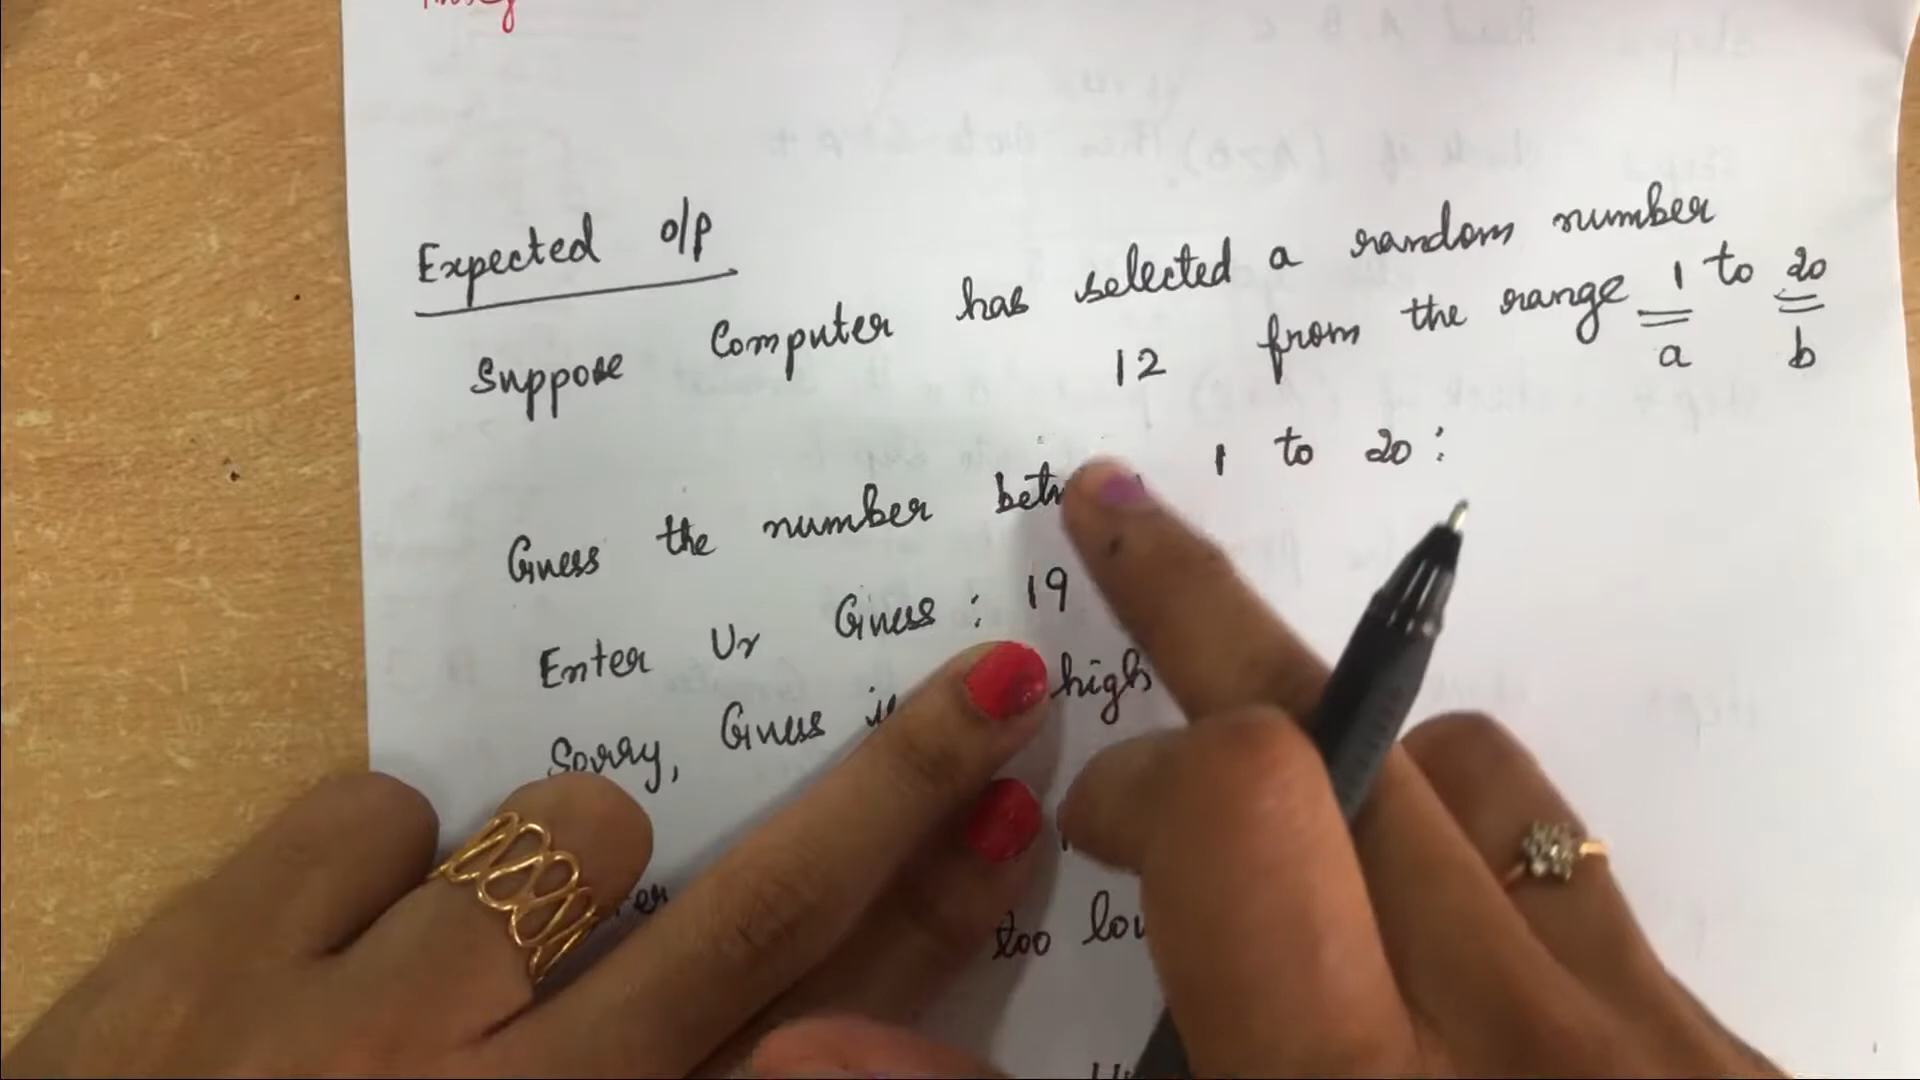 Expected o/p
Suppose Computer has selected a random number
12 from the range 1 to 20
a b
Guess the number 1 to 20 :
Enter Ur Guess : 19
Sorry, Guess is high
too